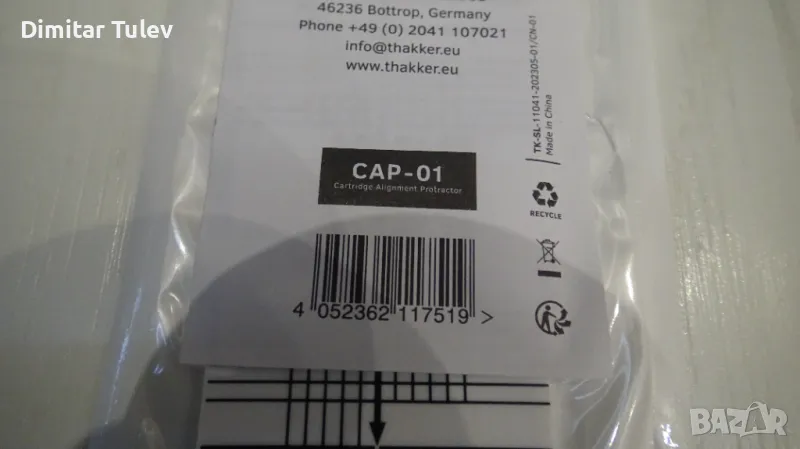 Dimitar Tulev
46236 Bottrop, Germany
Phone +49 (0) 2041 107021
info@thakker.eu
www.thakker.eu
TK-SL-11041-202305-01/CN-01
Made in China
CAP-01
Cartridge Alignment Protractor
RECYCLE
4 052362 117519 >
BAZAR